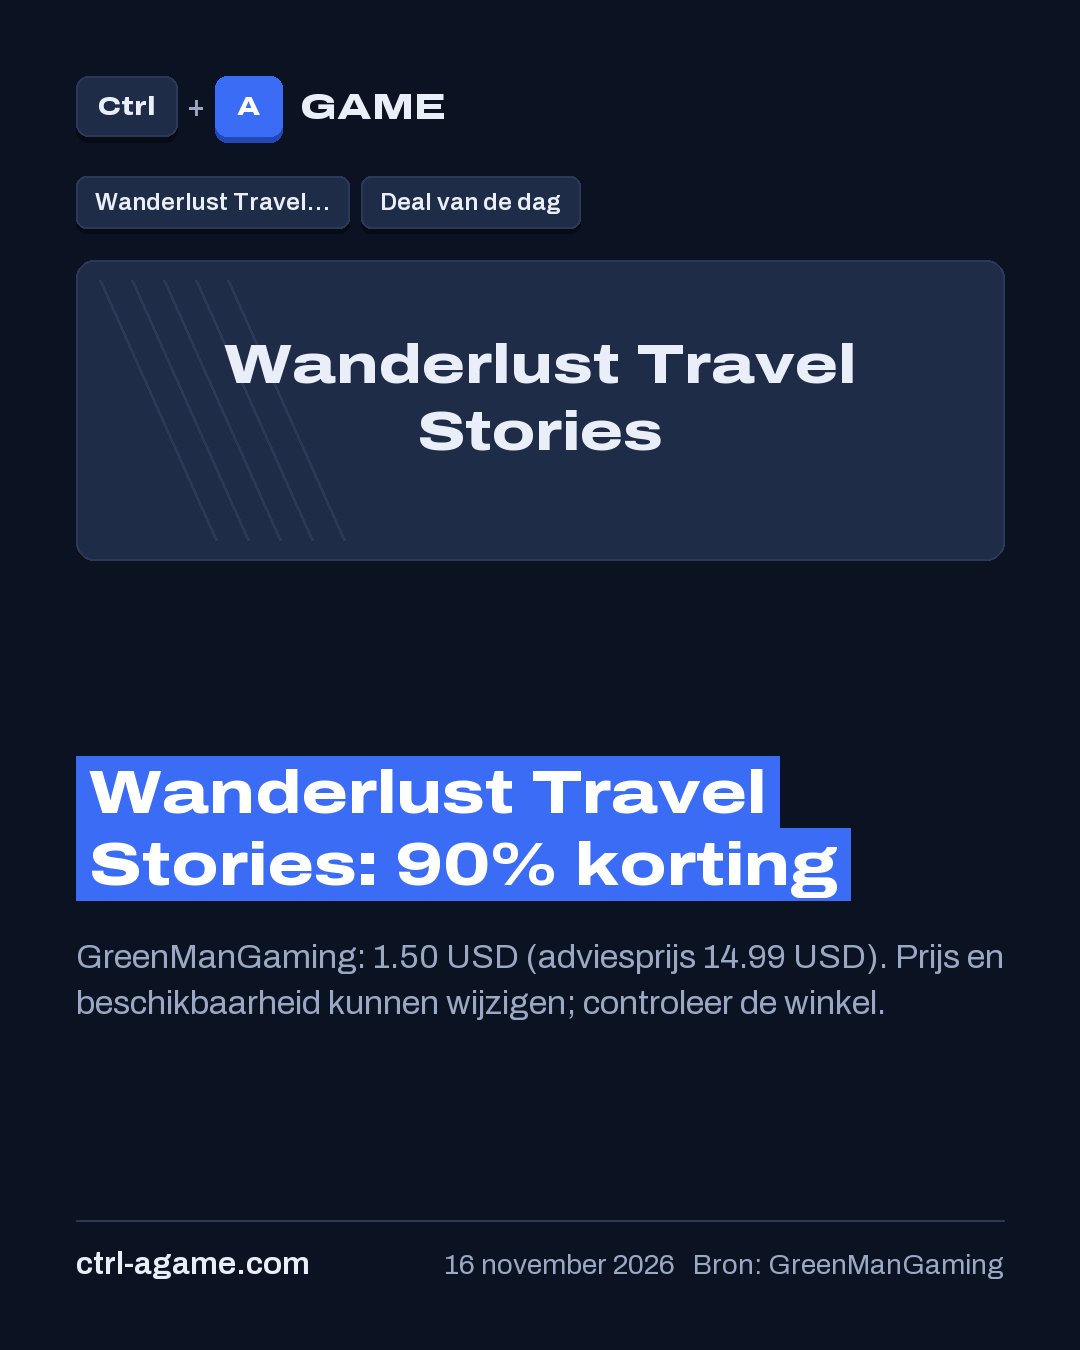 Ctrl + A GAME
Wanderlust Travel... Deal van de dag
Wanderlust Travel
Stories
Wanderlust Travel
Stories: 90% korting
GreenManGaming: 1.50 USD (adviesprijs 14.99 USD). Prijs en
beschikbaarheid kunnen wijzigen; controleer de winkel.
ctrl-agame.com 16 november 2026 Bron: GreenManGaming